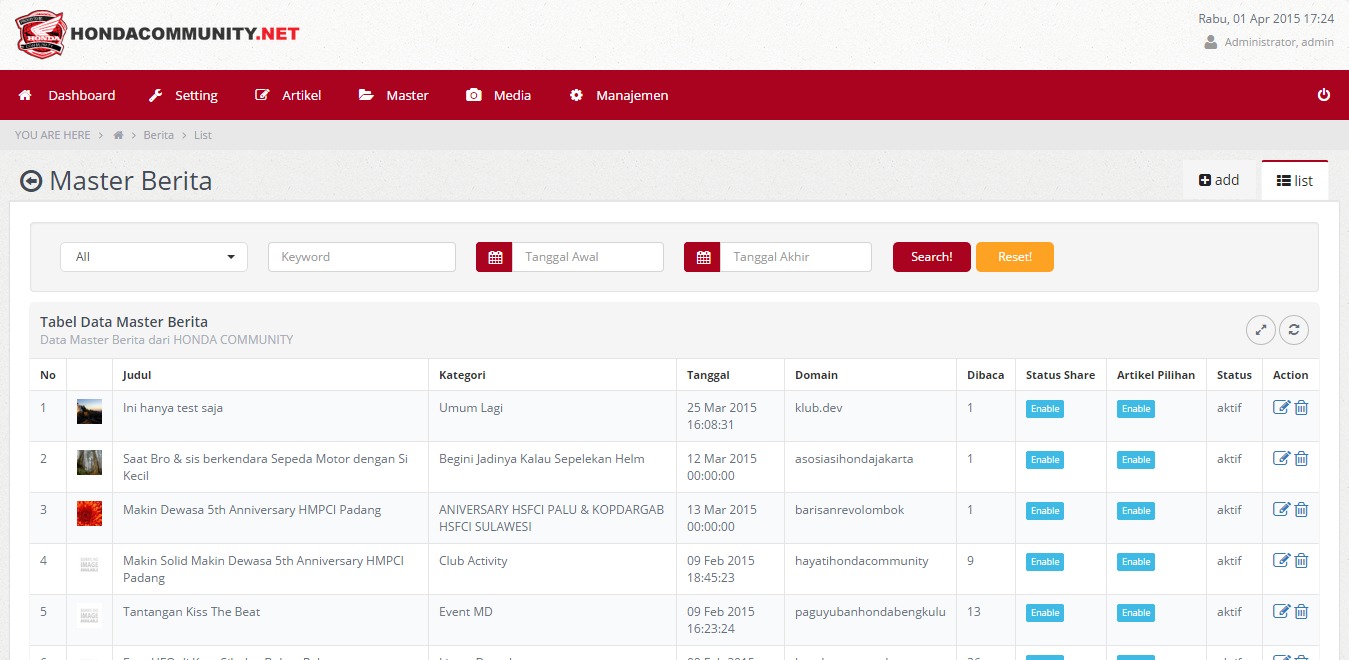 HONDACOMMUNITY.NET
Rabu, 01 Apr 2015 17:24
Administrator, admin
Dashboard Setting Artikel Master Media Manajemen
YOU ARE HERE > > Berita > List
Master Berita
add list
All Keyword Tanggal Awal Tanggal Akhir Search! Reset!
Tabel Data Master Berita
Data Master Berita dari HONDA COMMUNITY
No Judul Kategori Tanggal Domain Dibaca Status Share Artikel Pilihan Status Action
1 Ini hanya test saja Umum Lagi 25 Mar 2015 klub.dev 1 Enable Enable aktif
16:08:31
2 Saat Bro & sis berkendara Sepeda Motor dengan Si Begini Jadinya Kalau Sepelekan Helm 12 Mar 2015 asosiasihondajakarta 1 Enable Enable aktif
Kecil 00:00:00
3 Makin Dewasa 5th Anniversary HMPCI Padang ANIVERSARY HSFCI PALU & KOPDARGAB 13 Mar 2015 barisanrevolombok 1 Enable Enable aktif
HSFCI SULAWESI 00:00:00
4 Makin Solid Makin Dewasa 5th Anniversary HMPCI Club Activity 09 Feb 2015 hayatihondacommunity 9 Enable Enable aktif
Padang 18:45:23
5 Tantangan Kiss The Beat Event MD 09 Feb 2015 paguyubanhondabengkulu 13 Enable Enable aktif
16:23:24